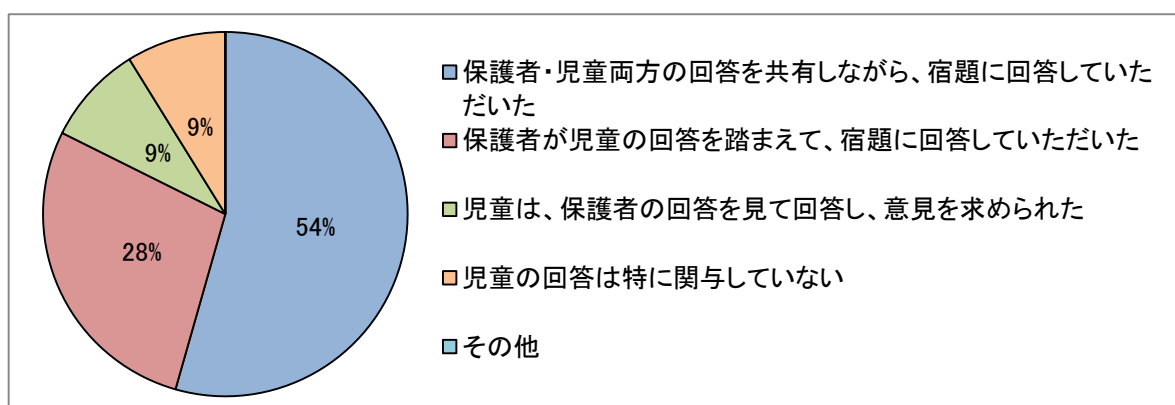 保護者・児童両方の回答を共有しながら、宿題に回答していた
だいた
保護者が児童の回答を踏まえて、宿題に回答していただいた
児童は、保護者の回答を見て回答し、意見を求められた
児童の回答は特に関与していない
その他
54%
28%
9%
9%